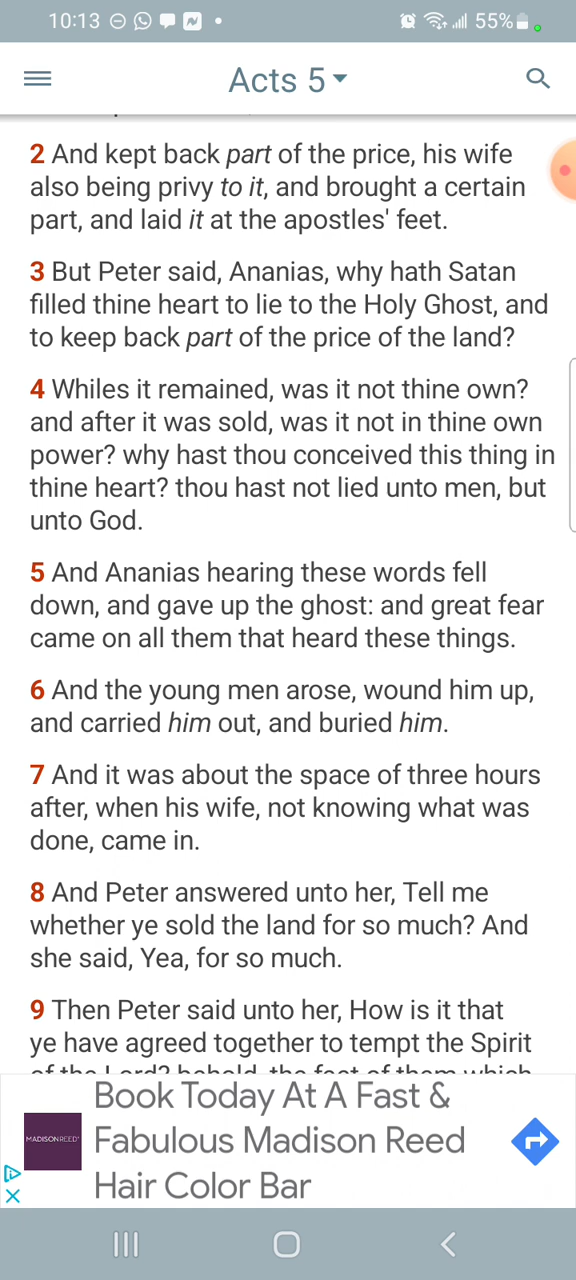 10:13
55%
Acts 5
2 And kept back part of the price, his wife
also being privy to it, and brought a certain
part, and laid it at the apostles' feet.
3 But Peter said, Ananias, why hath Satan
filled thine heart to lie to the Holy Ghost, and
to keep back part of the price of the land?
4 Whiles it remained, was it not thine own?
and after it was sold, was it not in thine own
power? why hast thou conceived this thing in
thine heart? thou hast not lied unto men, but
unto God.
5 And Ananias hearing these words fell
down, and gave up the ghost: and great fear
came on all them that heard these things.
6 And the young men arose, wound him up,
and carried him out, and buried him.
7 And it was about the space of three hours
after, when his wife, not knowing what was
done, came in.
8 And Peter answered unto her, Tell me
whether ye sold the land for so much? And
she said, Yea, for so much.
9 Then Peter said unto her, How is it that
ye have agreed together to tempt the Spirit
of the Lord? behold, the feet of them which
Book Today At A Fast &
MADISON REED Fabulous Madison Reed
Hair Color Bar